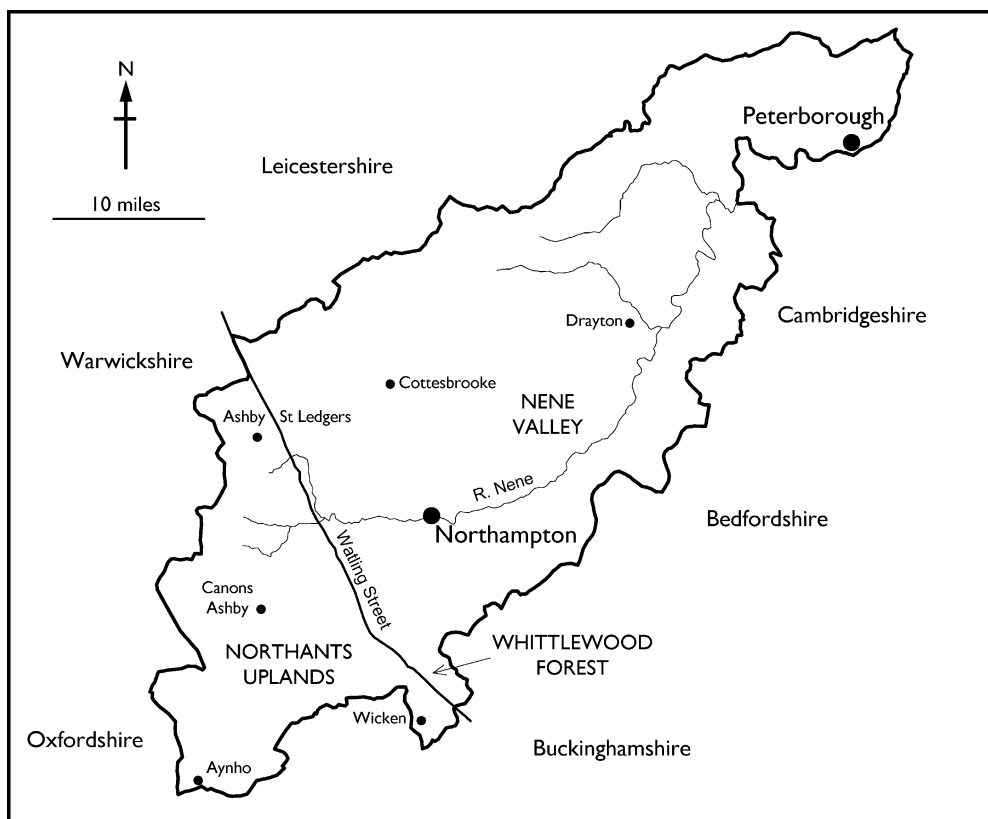 N
Peterborough
Leicestershire
10 miles
Cambridgeshire
Drayton
Warwickshire
Cottesbrooke
NENE
VALLEY
Ashby St Ledgers
R. Nene
Bedfordshire
Northampton
Watling Street
Canons
Ashby
NORTHANTS
UPLANDS
WHITTLEWOOD
FOREST
Wicken
Oxfordshire
Buckinghamshire
Aynho